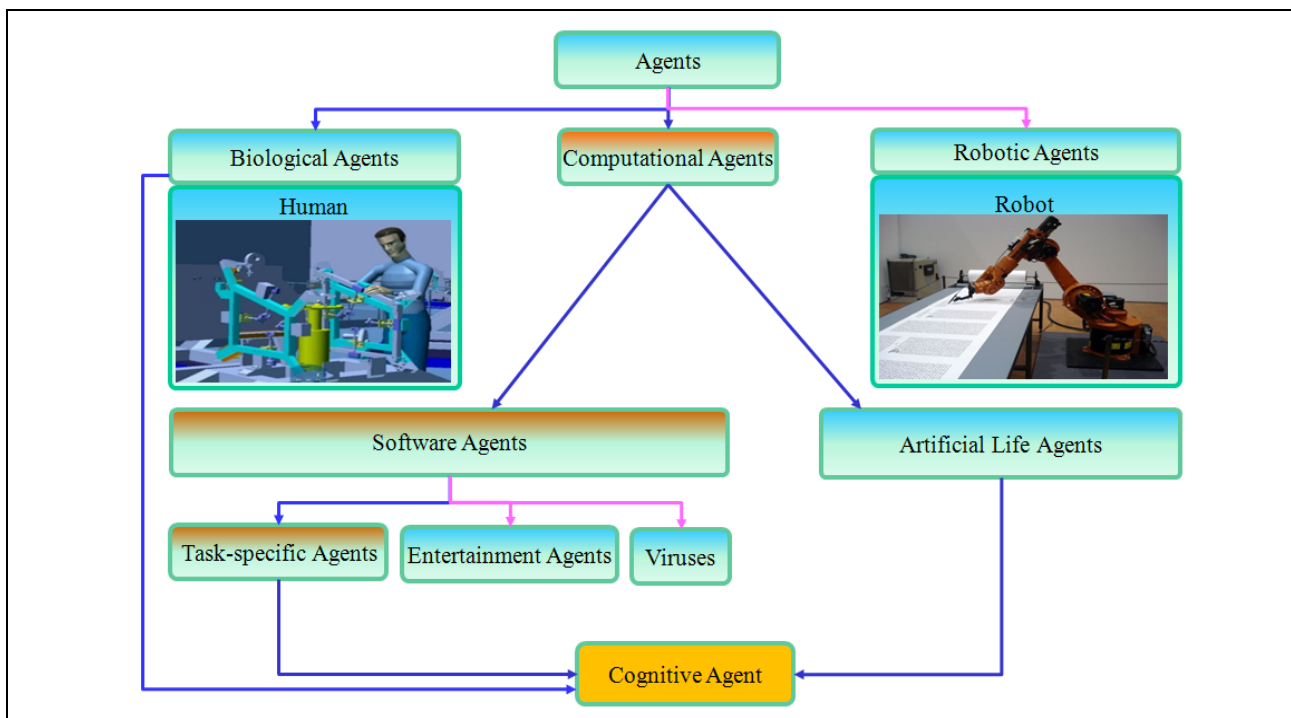 Agents
Biological Agents
Computational Agents
Robotic Agents
Human
Robot
Software Agents
Artificial Life Agents
Task-specific Agents
Entertainment Agents
Viruses
Cognitive Agent